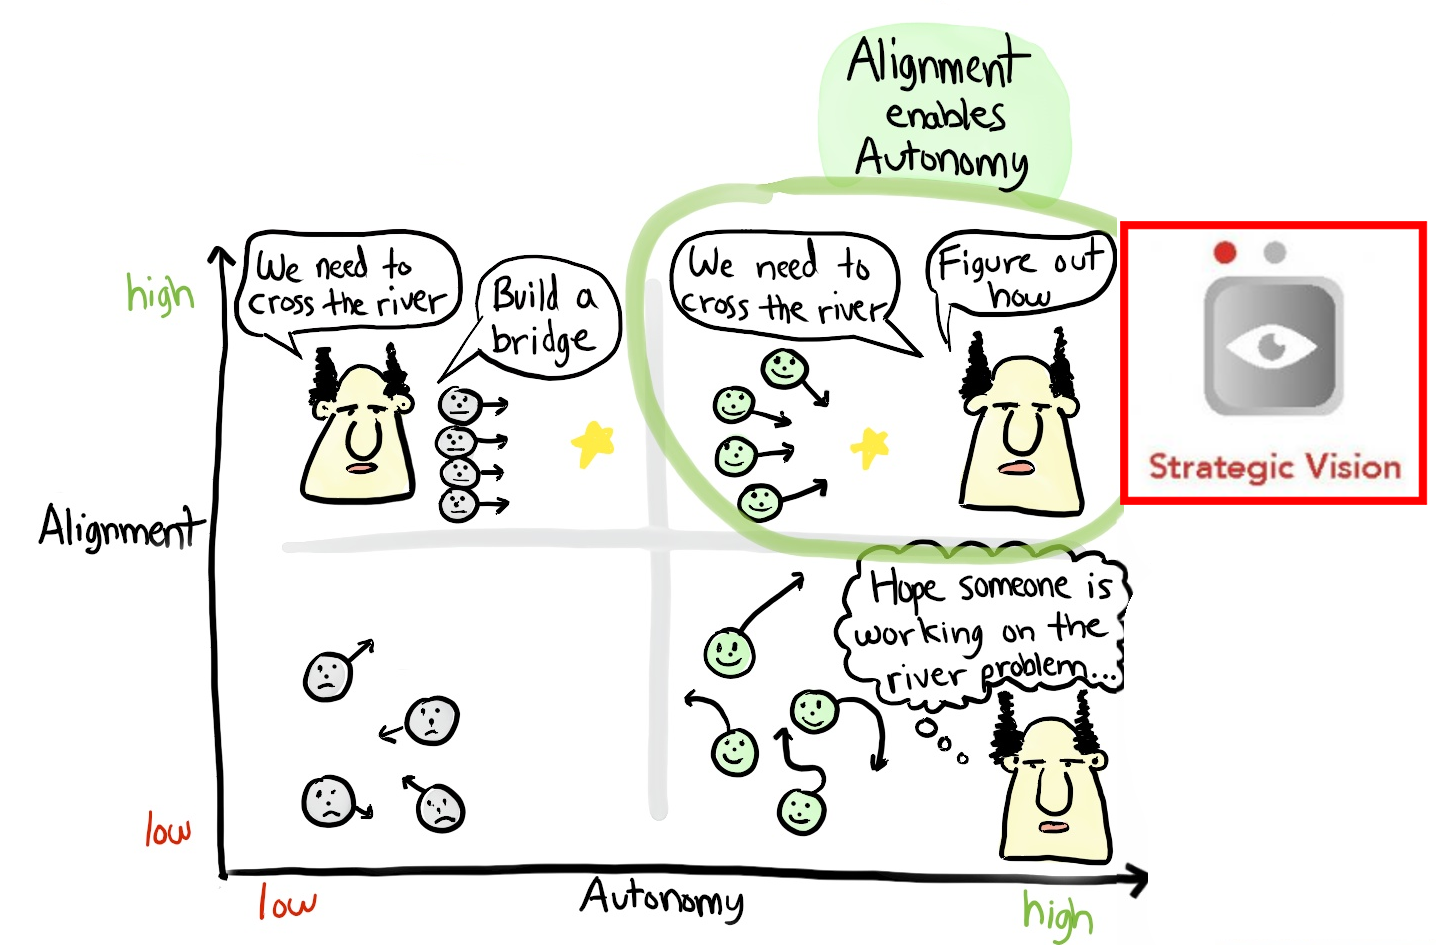 Alignment
enables
Autonomy
high
We need to
cross the river
Build a
bridge
We need to
cross the river
Figure out
how
Strategic Vision
Alignment
Hope someone is
working on the
river problem...
low
low
Autonomy
high